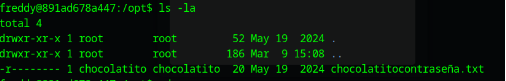 freddy@891ad678a447:/opt$ ls -la
total 4
drwxr-xr-x 1 root        root         52 May 19  2024 .
drwxr-xr-x 1 root        root        186 Mar  9 15:08 ..
-r-------- 1 chocolatito chocolatito  20 May 19  2024 chocolatitocontraseña.txt